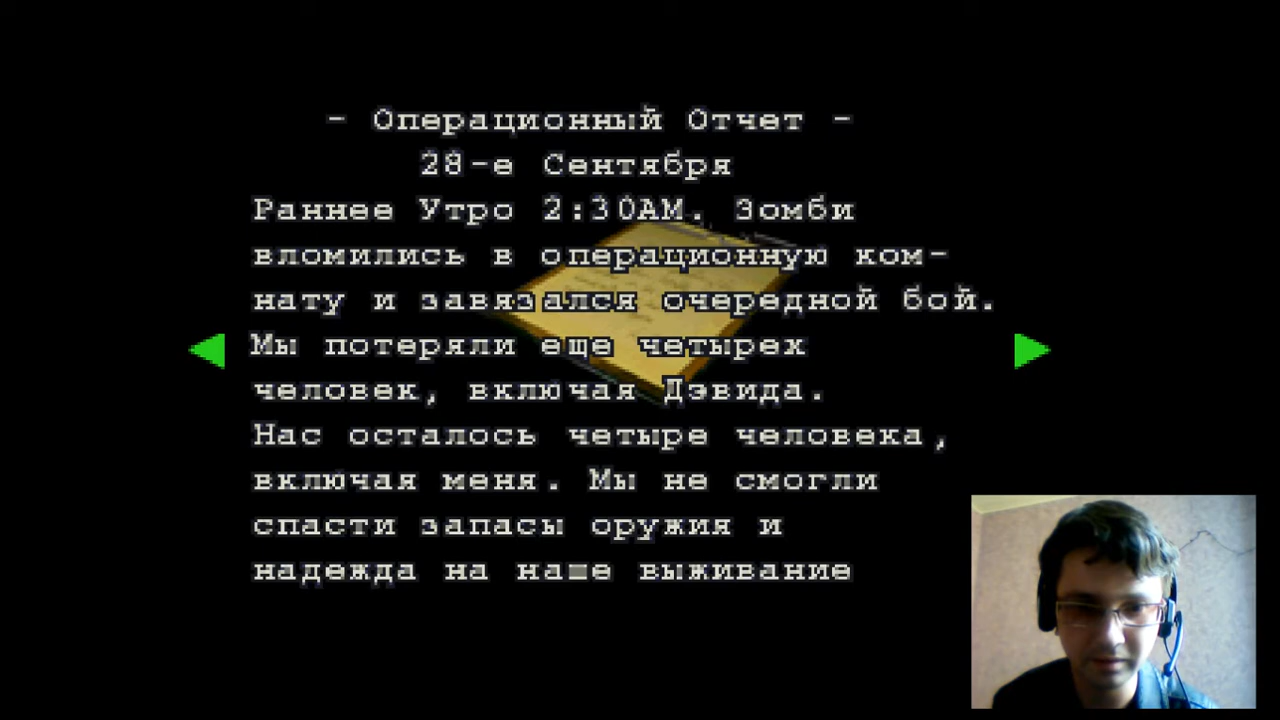 - Операционный Отчет -
28-е Сентября
Раннее Утро 2:30AM. Зомби
вломились в операционную ком-
нату и завязался очередной бой.
Мы потеряли еще четырех
человек, включая Дэвида.
Нас осталось четыре человека,
включая меня. Мы не смогли
спасти запасы оружия и
надежда на наше выживание